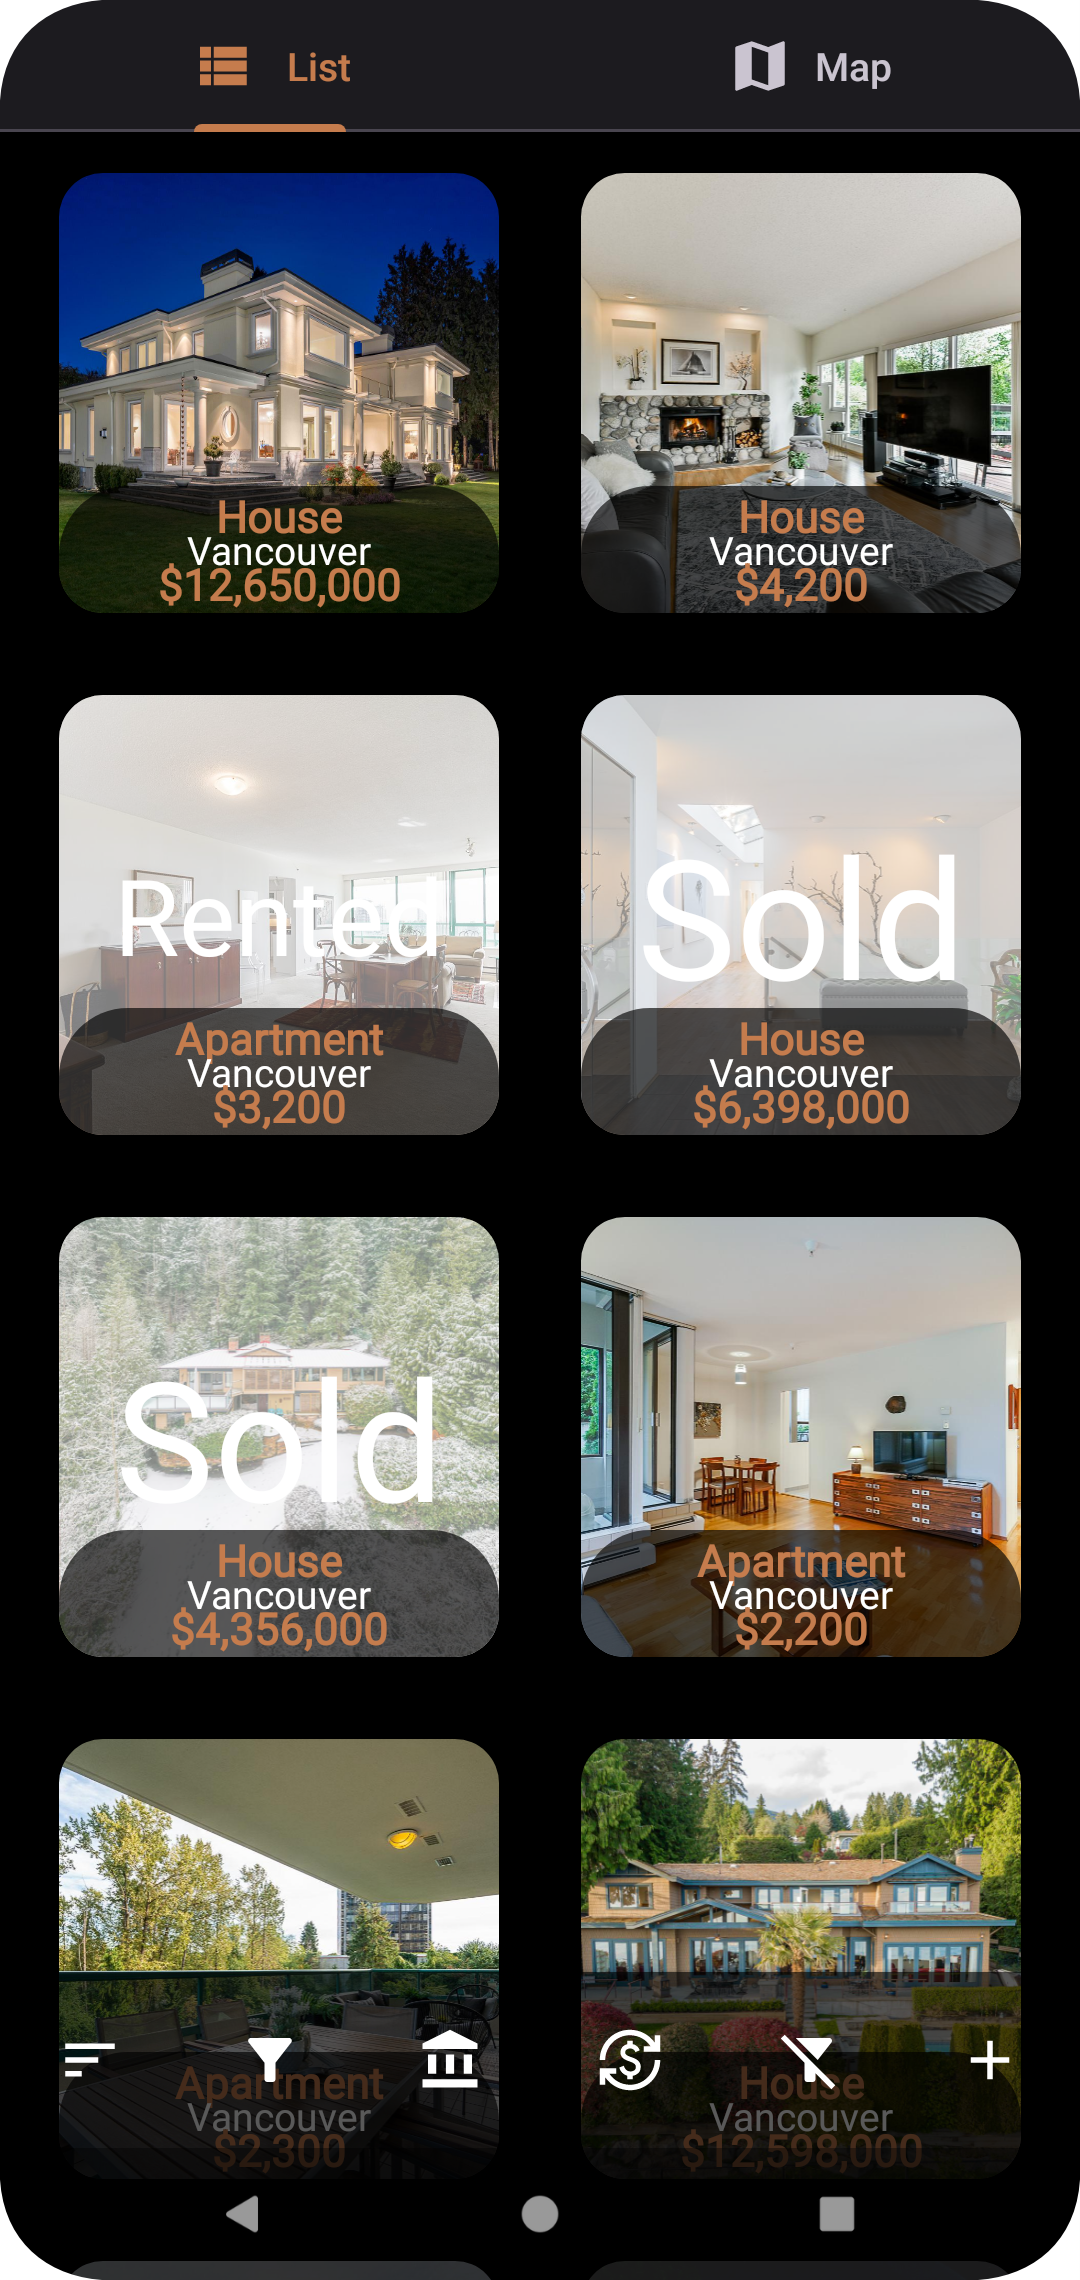 List
Map
House
Vancouver
$12,650,000
House
Vancouver
$4,200
Rented
Apartment
Vancouver
$3,200
Sold
House
Vancouver
$6,398,000
Sold
House
Vancouver
$4,356,000
Apartment
Vancouver
$2,200
Apartment
Vancouver
$2,300
House
Vancouver
$12,598,000